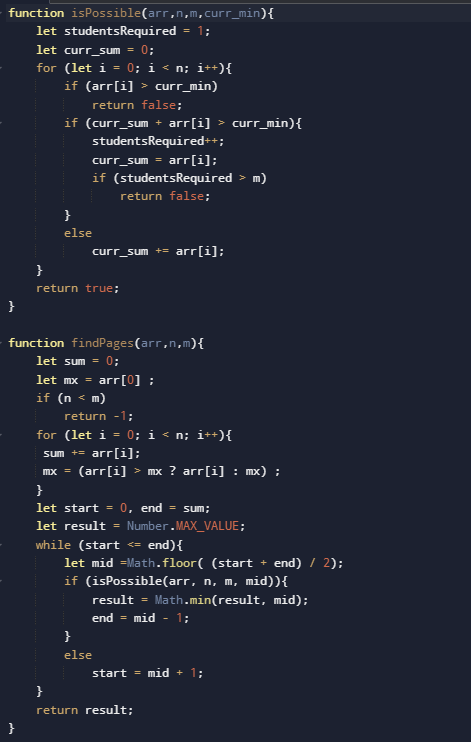 function isPossible(arr,n,m,curr_min){
    let studentsRequired = 1;
    let curr_sum = 0;
    for (let i = 0; i < n; i++){
        if (arr[i] > curr_min)
            return false;
        if (curr_sum + arr[i] > curr_min){
            studentsRequired++;
            curr_sum = arr[i];
            if (studentsRequired > m)
                return false;
        }
        else
            curr_sum += arr[i];
    }
    return true;
}

function findPages(arr,n,m){
    let sum = 0;
    let mx = arr[0] ;
    if (n < m)
        return -1;
    for (let i = 0; i < n; i++){
     sum += arr[i];
     mx = (arr[i] > mx ? arr[i] : mx) ;
    }
    let start = 0, end = sum;
    let result = Number.MAX_VALUE;
    while (start <= end){
        let mid =Math.floor( (start + end) / 2);
        if (isPossible(arr, n, m, mid)){
            result = Math.min(result, mid);
            end = mid - 1;
        }
        else
            start = mid + 1;
    }
    return result;
}